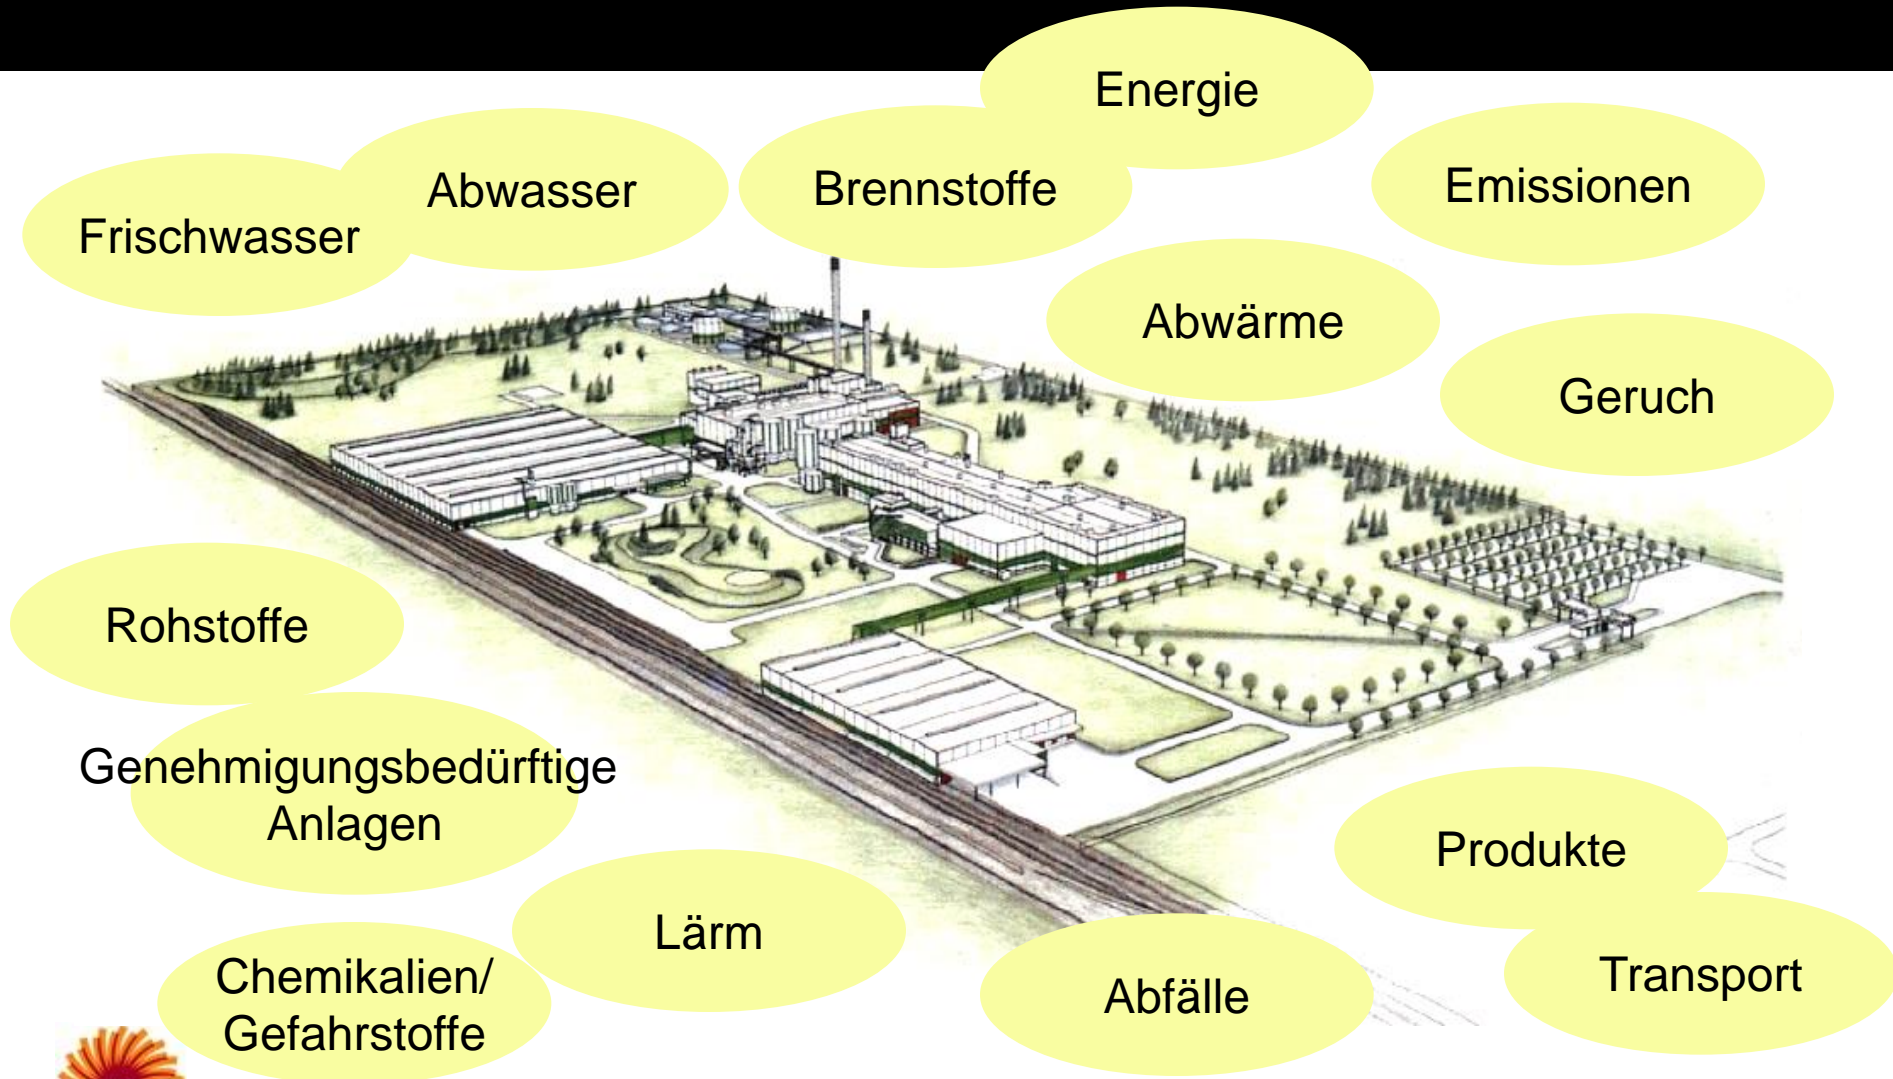 Energie
Abwasser
Brennstoffe
Emissionen
Frischwasser
Abwärme
Geruch
Rohstoffe
Genehmigungsbedürftige
Anlagen
Produkte
Lärm
Chemikalien/
Gefahrstoffe
Abfälle
Transport